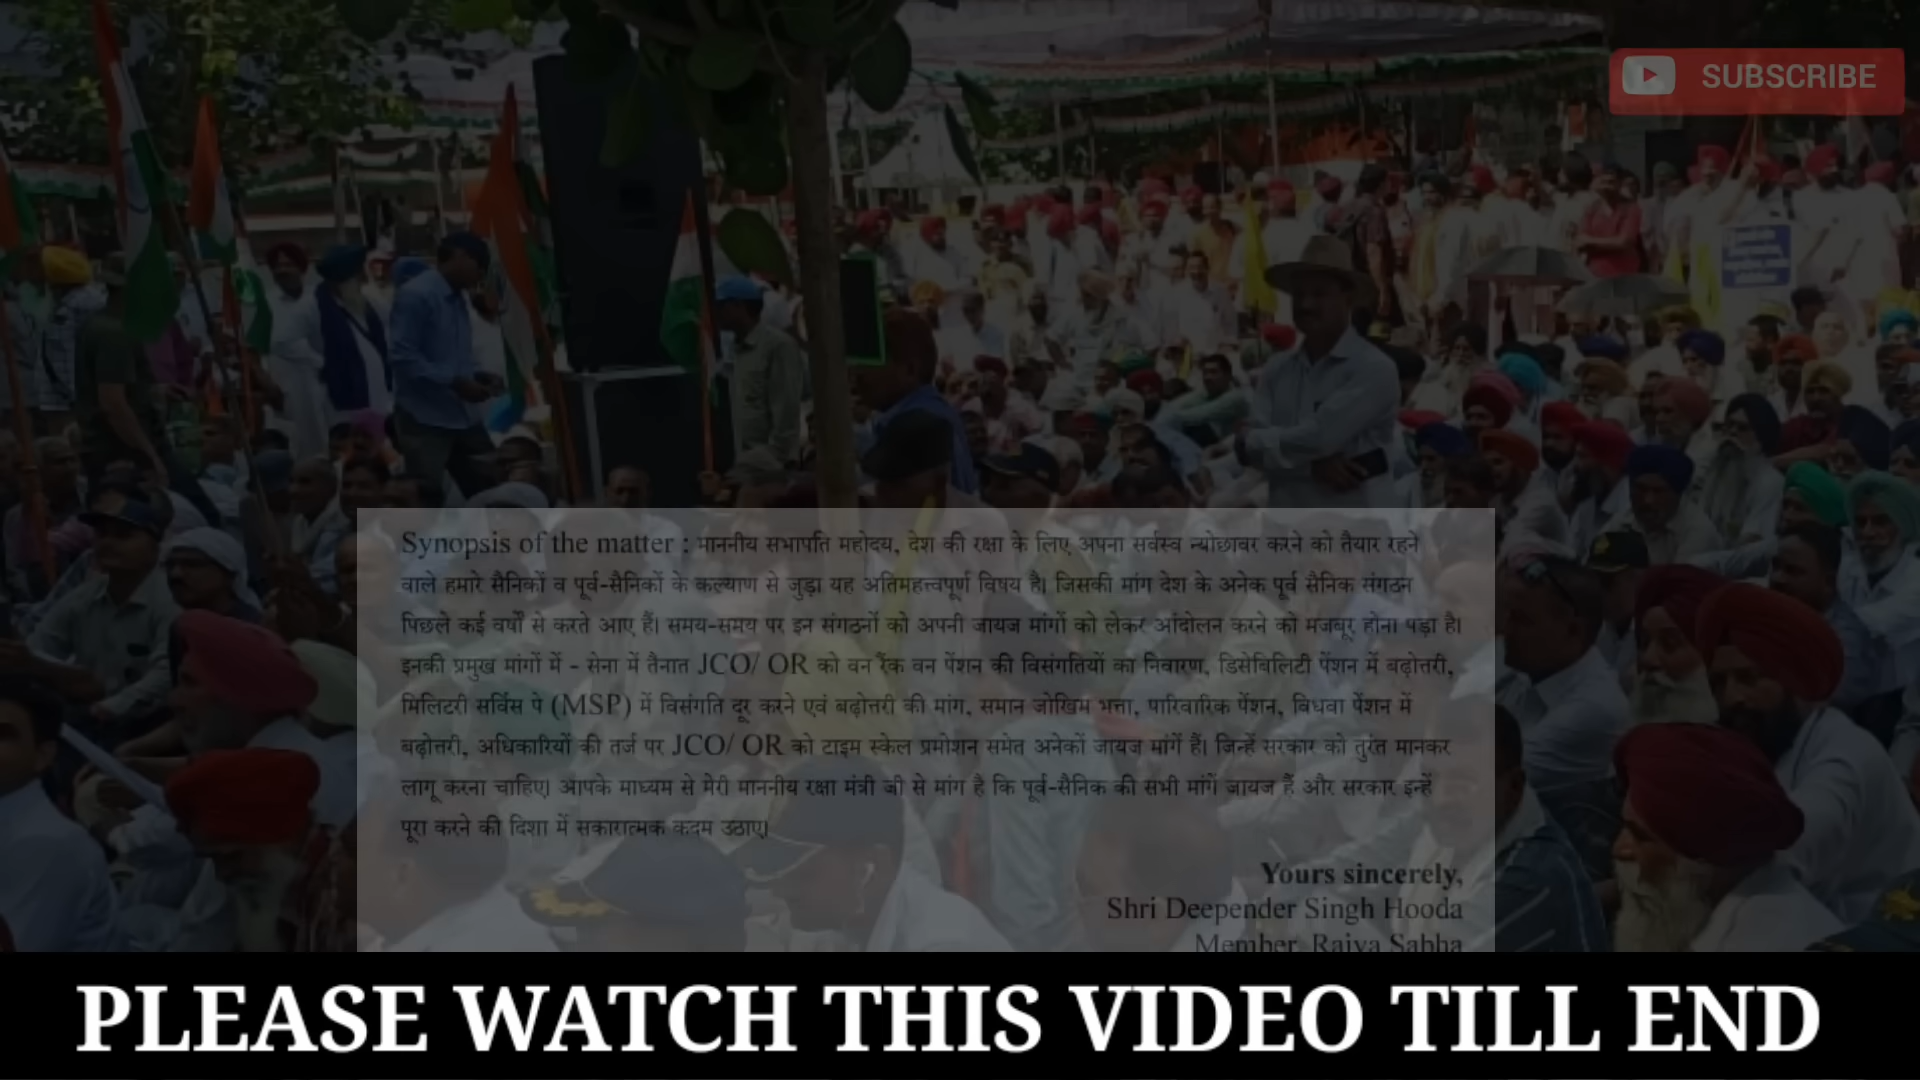 SUBSCRIBE
Synopsis of the matter : माननीय सभापति महोदय, देश की रक्षा के लिए अपना सर्वस्व न्योछाबर करने को तैयार रहने
वाले हमारे सैनिकों व पूर्व-सैनिकों के कल्याण से जुड़ा यह अतिमहत्त्वपूर्ण विषय है। जिसकी मांग देश के अनेक पूर्व सैनिक संगठन
पिछले कई वर्षों से करते आए हैं। समय-समय पर इन संगठनों को अपनी जायज मांगों को लेकर आंदोलन करने को मजबूर होना पड़ा है।
इनकी प्रमुख मांगों में - सेना में तैनात JCO/ OR को वन रैंक वन पेंशन की विसंगतियों का निवारण, डिसेबिलिटी पेंशन में बढ़ोत्तरी,
मिलिटरी सर्विस पे (MSP) में विसंगति दूर करने एवं बढ़ोत्तरी की मांग, समान जोखिम भत्ता, पारिवारिक पेंशन, विधवा पेंशन में
बढ़ोत्तरी, अधिकारियों की तर्ज पर JCO/ OR को टाइम स्केल प्रमोशन समेत अनेकों जायज मांगें हैं। जिन्हें सरकार को तुरंत मानकर
लागू करना चाहिए। आपके माध्यम से मेरी माननीय रक्षा मंत्री जी से मांग है कि पूर्व-सैनिक की सभी मांगें जायज हैं और सरकार इन्हें
पूरा करने की दिशा में सकारात्मक कदम उठाए।
Yours sincerely,
Shri Deepender Singh Hooda
Member, Rajya Sabha
PLEASE WATCH THIS VIDEO TILL END